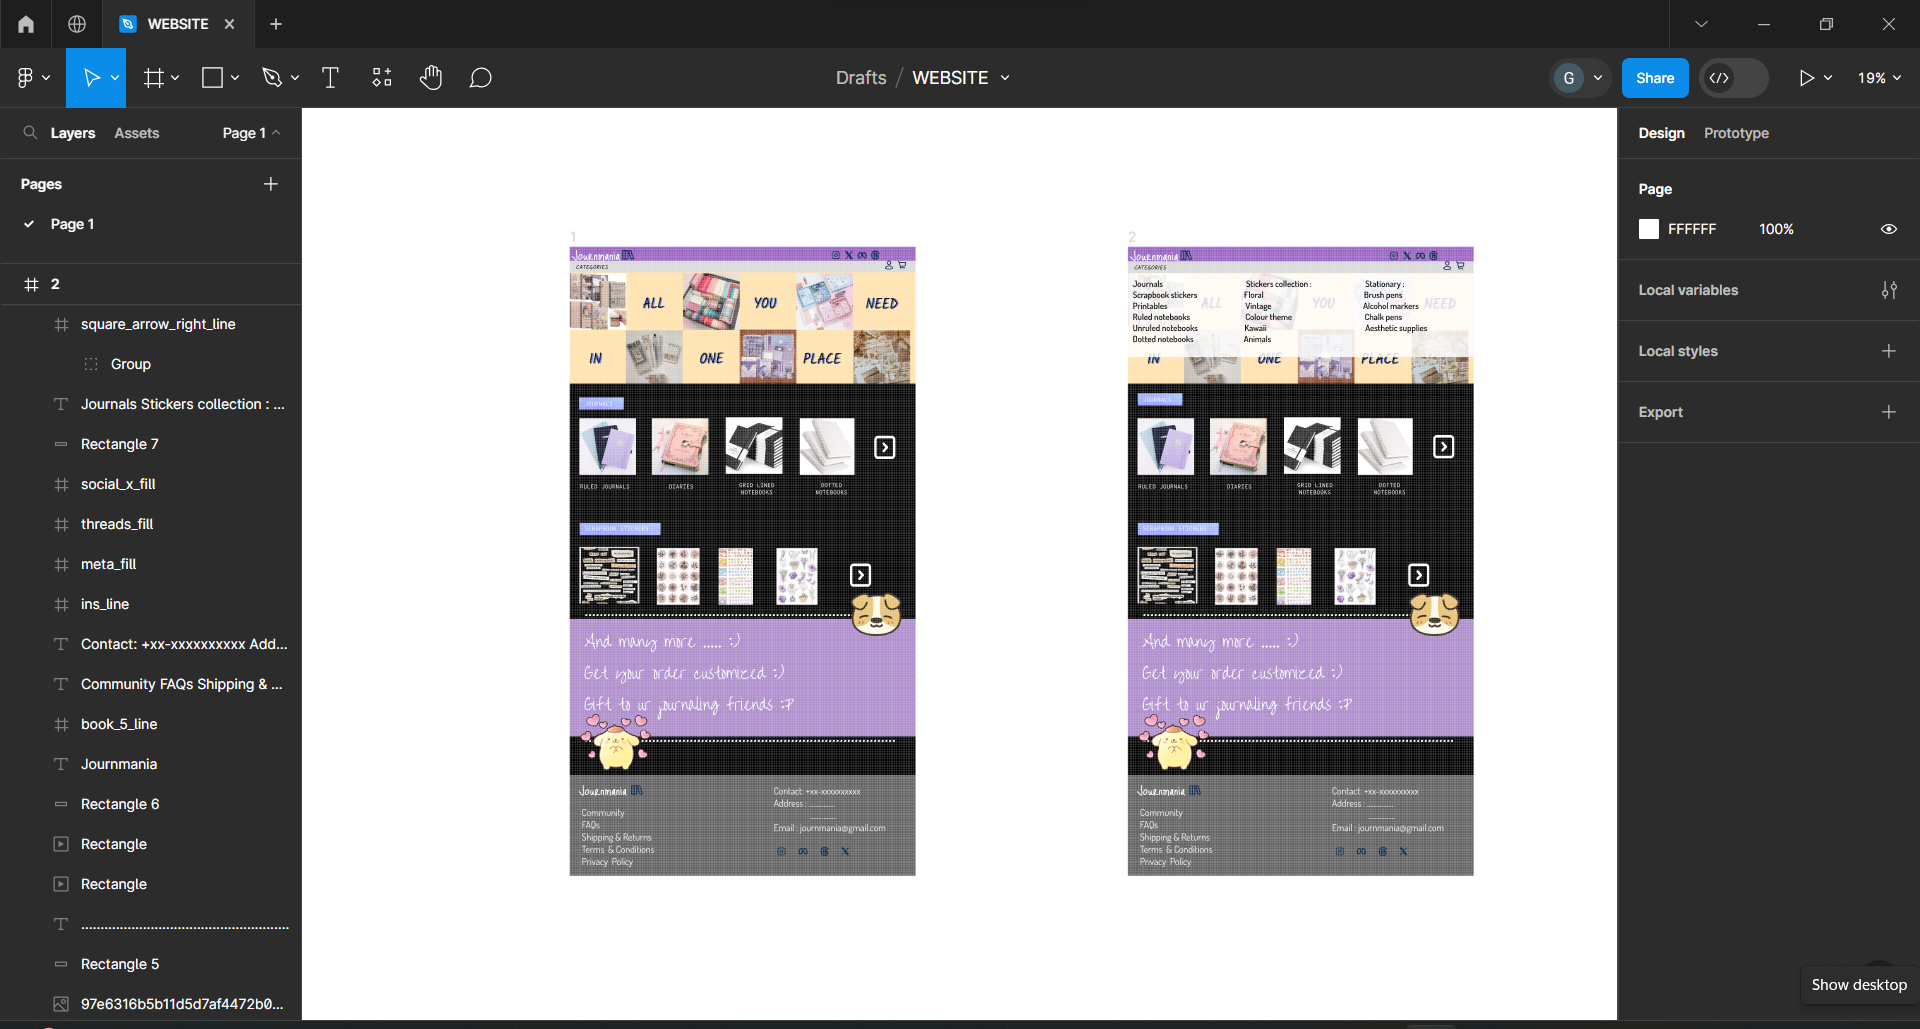 WEBSITE
Drafts / WEBSITE
G
Share
19%
Layers
Assets
Page 1
Pages
Page 1
2
square_arrow_right_line
Group
Journals Stickers collection : ...
Rectangle 7
social_x_fill
threads_fill
meta_fill
ins_line
Contact: +xx-xxxxxxxxxx Add...
Community FAQs Shipping & ...
book_5_line
Journmania
Rectangle 6
Rectangle
Rectangle
Rectangle 5
97e6316b5b11d5d7af4472b0...
1
Journmania
CATEGORIES
ALL
YOU
NEED
IN
ONE
PLACE
JOURNALS
RULED JOURNALS
DIARIES
GRID LINED
NOTEBOOKS
DOTTED
NOTEBOOKS
SCRAPBOOK STICKERS
And many more ..... :)
Get your order customized :)
Gift to ur journaling friends :P
Journmania
Community
FAQs
Shipping & Returns
Terms & Conditions
Privacy Policy
Contact: +xx-xxxxxxxxxx
Address : ..............
..............
Email : journmania@gmail.com
2
Journmania
CATEGORIES
Journals
Scrapbook stickers
Printables
Ruled notebooks
Unruled notebooks
Dotted notebooks
Stickers collection :
Floral
Vintage
Colour theme
Kawaii
Animals
Stationary :
Brush pens
Alcohol markers
Chalk pens
Aesthetic supplies
ALL
YOU
NEED
IN
ONE
PLACE
JOURNALS
RULED JOURNALS
DIARIES
GRID LINED
NOTEBOOKS
DOTTED
NOTEBOOKS
SCRAPBOOK STICKERS
And many more ..... :)
Get your order customized :)
Gift to ur journaling friends :P
Journmania
Community
FAQs
Shipping & Returns
Terms & Conditions
Privacy Policy
Contact: +xx-xxxxxxxxxx
Address : ..............
..............
Email : journmania@gmail.com
Design
Prototype
Page
FFFFFF
100%
Local variables
Local styles
Export
Show desktop